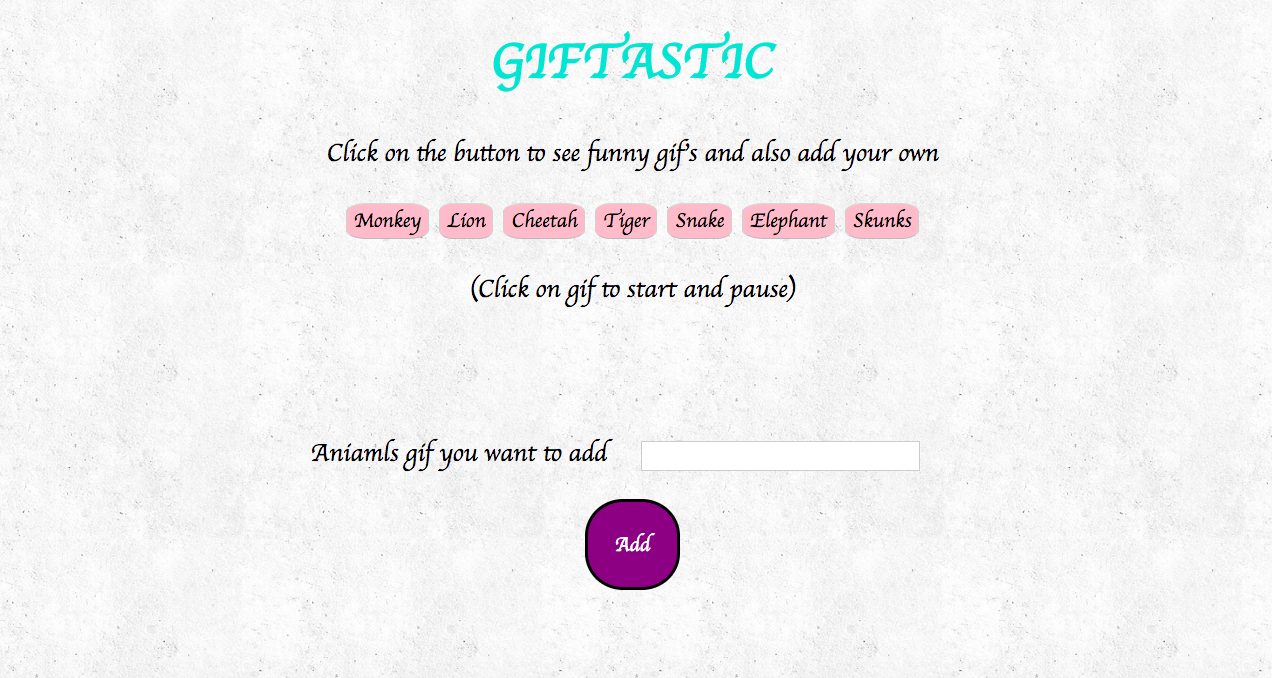 GIFTASTIC
Click on the button to see funny gif's and also add your own
Monkey Lion Cheetah Tiger Snake Elephant Skunks
(Click on gif to start and pause)
Aniamls gif you want to add
Add